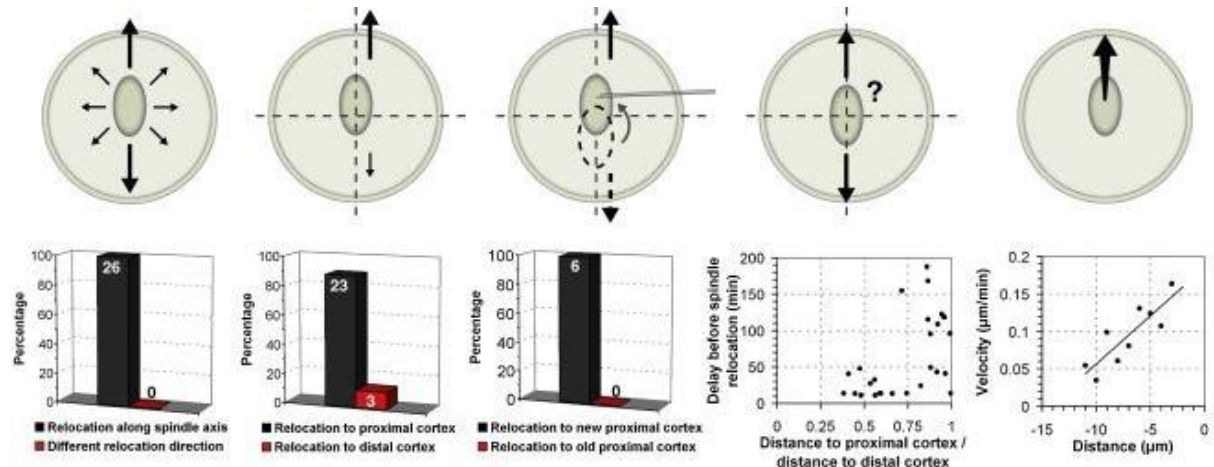 ?
100
80
60
40
20
0
Percentage
26
0
Relocation along spindle axis
Different relocation direction
100
80
60
40
20
0
Percentage
23
3
Relocation to proximal cortex
Relocation to distal cortex
100
80
60
40
20
0
Percentage
6
0
Relocation to new proximal cortex
Relocation to old proximal cortex
Delay before spindle
relocation (min)
200
150
100
50
0
0 0.25 0.5 0.75 1
Distance to proximal cortex /
distance to distal cortex
Velocity (µm/min)
0.2
0.15
0.1
0.05
0
-15 -10 -5 0
Distance (µm)